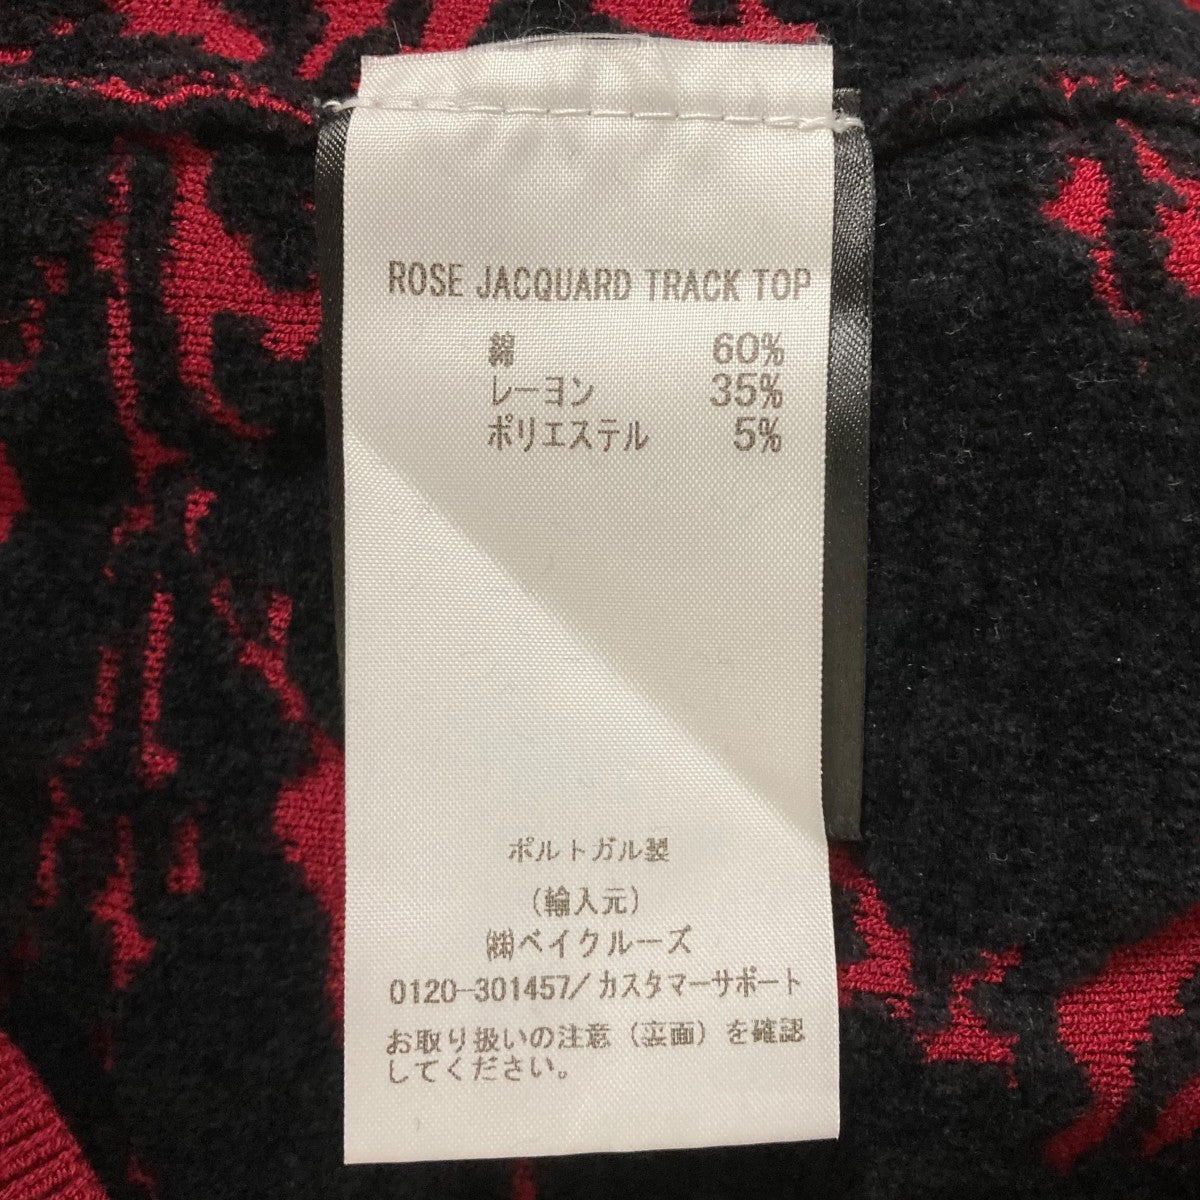 ROSE JACQUARD TRACK TOP
綿 60%
レーヨン 35%
ポリエステル 5%
ポルトガル製
(輸入元)
㈱ベイクルーズ
0120-301457/カスタマーサポート
お取り扱いの注意(裏面)を確認
してください。